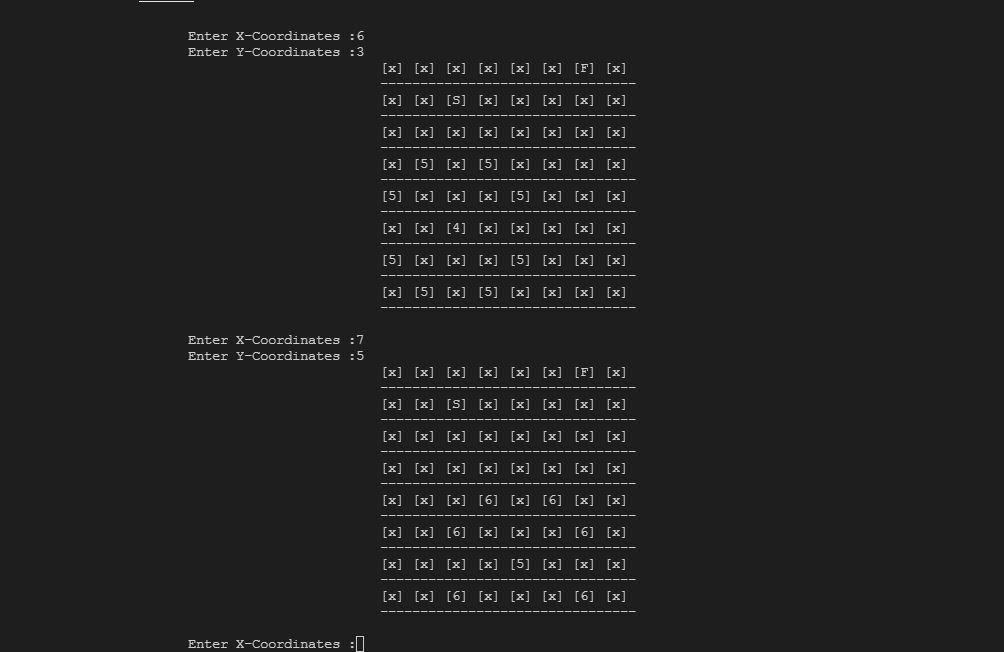 Enter X-Coordinates :6
Enter Y-Coordinates :3
[x] [x] [x] [x] [x] [x] [F] [x]
--------------------------------
[x] [x] [S] [x] [x] [x] [x] [x]
--------------------------------
[x] [x] [x] [x] [x] [x] [x] [x]
--------------------------------
[x] [5] [x] [5] [x] [x] [x] [x]
--------------------------------
[5] [x] [x] [x] [5] [x] [x] [x]
--------------------------------
[x] [x] [4] [x] [x] [x] [x] [x]
--------------------------------
[5] [x] [x] [x] [5] [x] [x] [x]
--------------------------------
[x] [5] [x] [5] [x] [x] [x] [x]
--------------------------------
Enter X-Coordinates :7
Enter Y-Coordinates :5
[x] [x] [x] [x] [x] [x] [F] [x]
--------------------------------
[x] [x] [S] [x] [x] [x] [x] [x]
--------------------------------
[x] [x] [x] [x] [x] [x] [x] [x]
--------------------------------
[x] [x] [x] [x] [x] [x] [x] [x]
--------------------------------
[x] [x] [x] [6] [x] [6] [x] [x]
--------------------------------
[x] [x] [6] [x] [x] [x] [6] [x]
--------------------------------
[x] [x] [x] [x] [5] [x] [x] [x]
--------------------------------
[x] [x] [6] [x] [x] [x] [6] [x]
--------------------------------
Enter X-Coordinates :